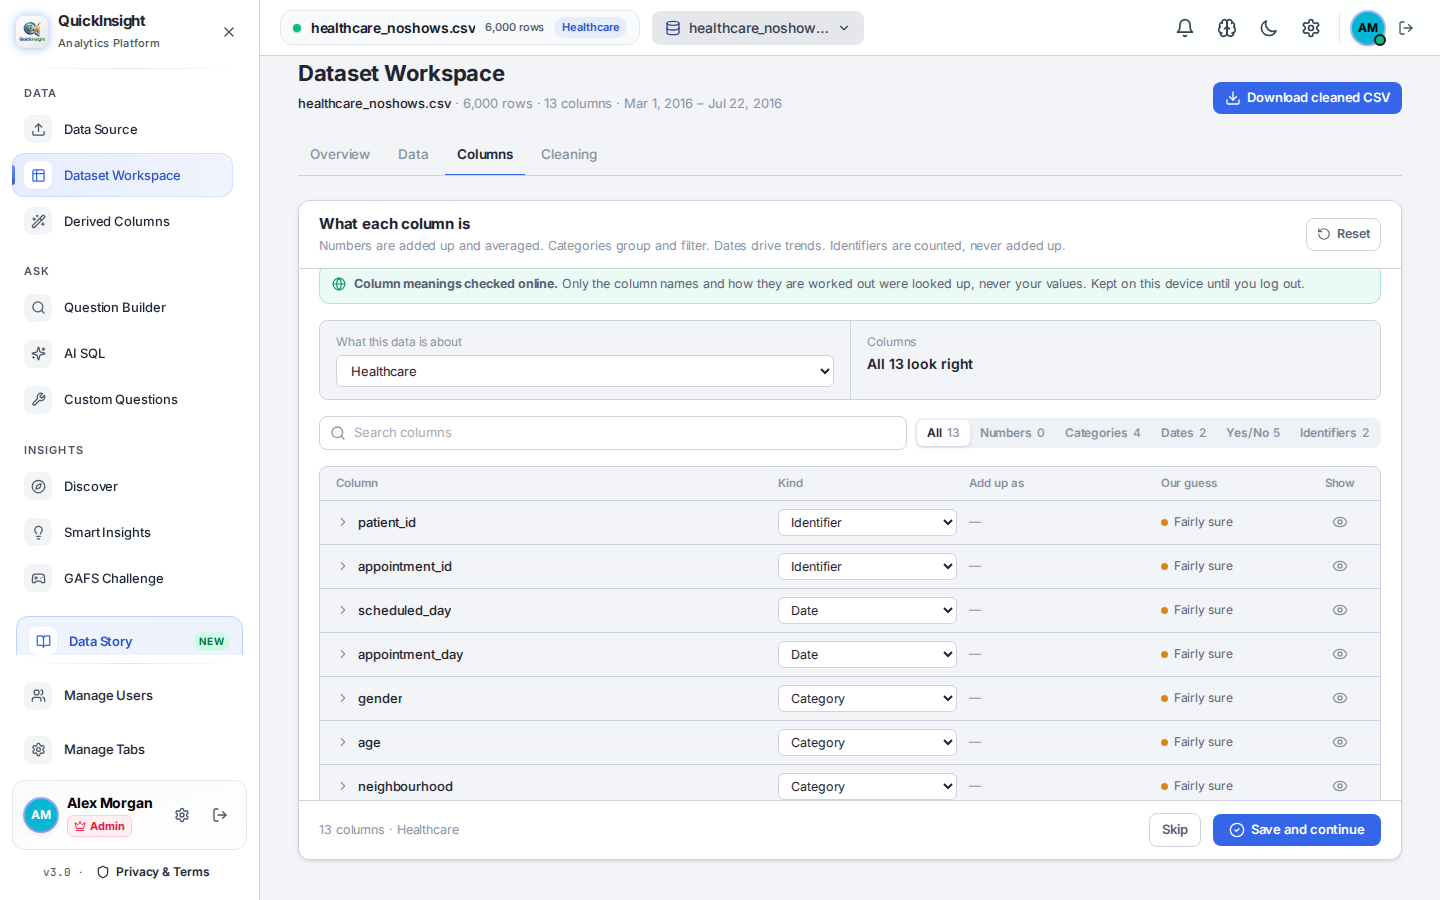 QuickInsight
Analytics Platform
DATA
Data Source
Dataset Workspace
Derived Columns
ASK
Question Builder
AI SQL
Custom Questions
INSIGHTS
Discover
Smart Insights
GAFS Challenge
Data Story NEW
Manage Users
Manage Tabs
AM Alex Morgan
Admin
v3.0 · Privacy & Terms
healthcare_noshows.csv 6,000 rows Healthcare healthcare_noshow... AM
Dataset Workspace
healthcare_noshows.csv · 6,000 rows · 13 columns · Mar 1, 2016 – Jul 22, 2016
Download cleaned CSV
Overview Data Columns Cleaning
What each column is
Numbers are added up and averaged. Categories group and filter. Dates drive trends. Identifiers are counted, never added up.
Reset
Column meanings checked online. Only the column names and how they are worked out were looked up, never your values. Kept on this device until you log out.
What this data is about
Healthcare
Columns
All 13 look right
Search columns
All 13 Numbers 0 Categories 4 Dates 2 Yes/No 5 Identifiers 2
Column Kind Add up as Our guess Show
patient_id Identifier — Fairly sure
appointment_id Identifier — Fairly sure
scheduled_day Date — Fairly sure
appointment_day Date — Fairly sure
gender Category — Fairly sure
age Category — Fairly sure
neighbourhood Category — Fairly sure
13 columns · Healthcare
Skip
Save and continue